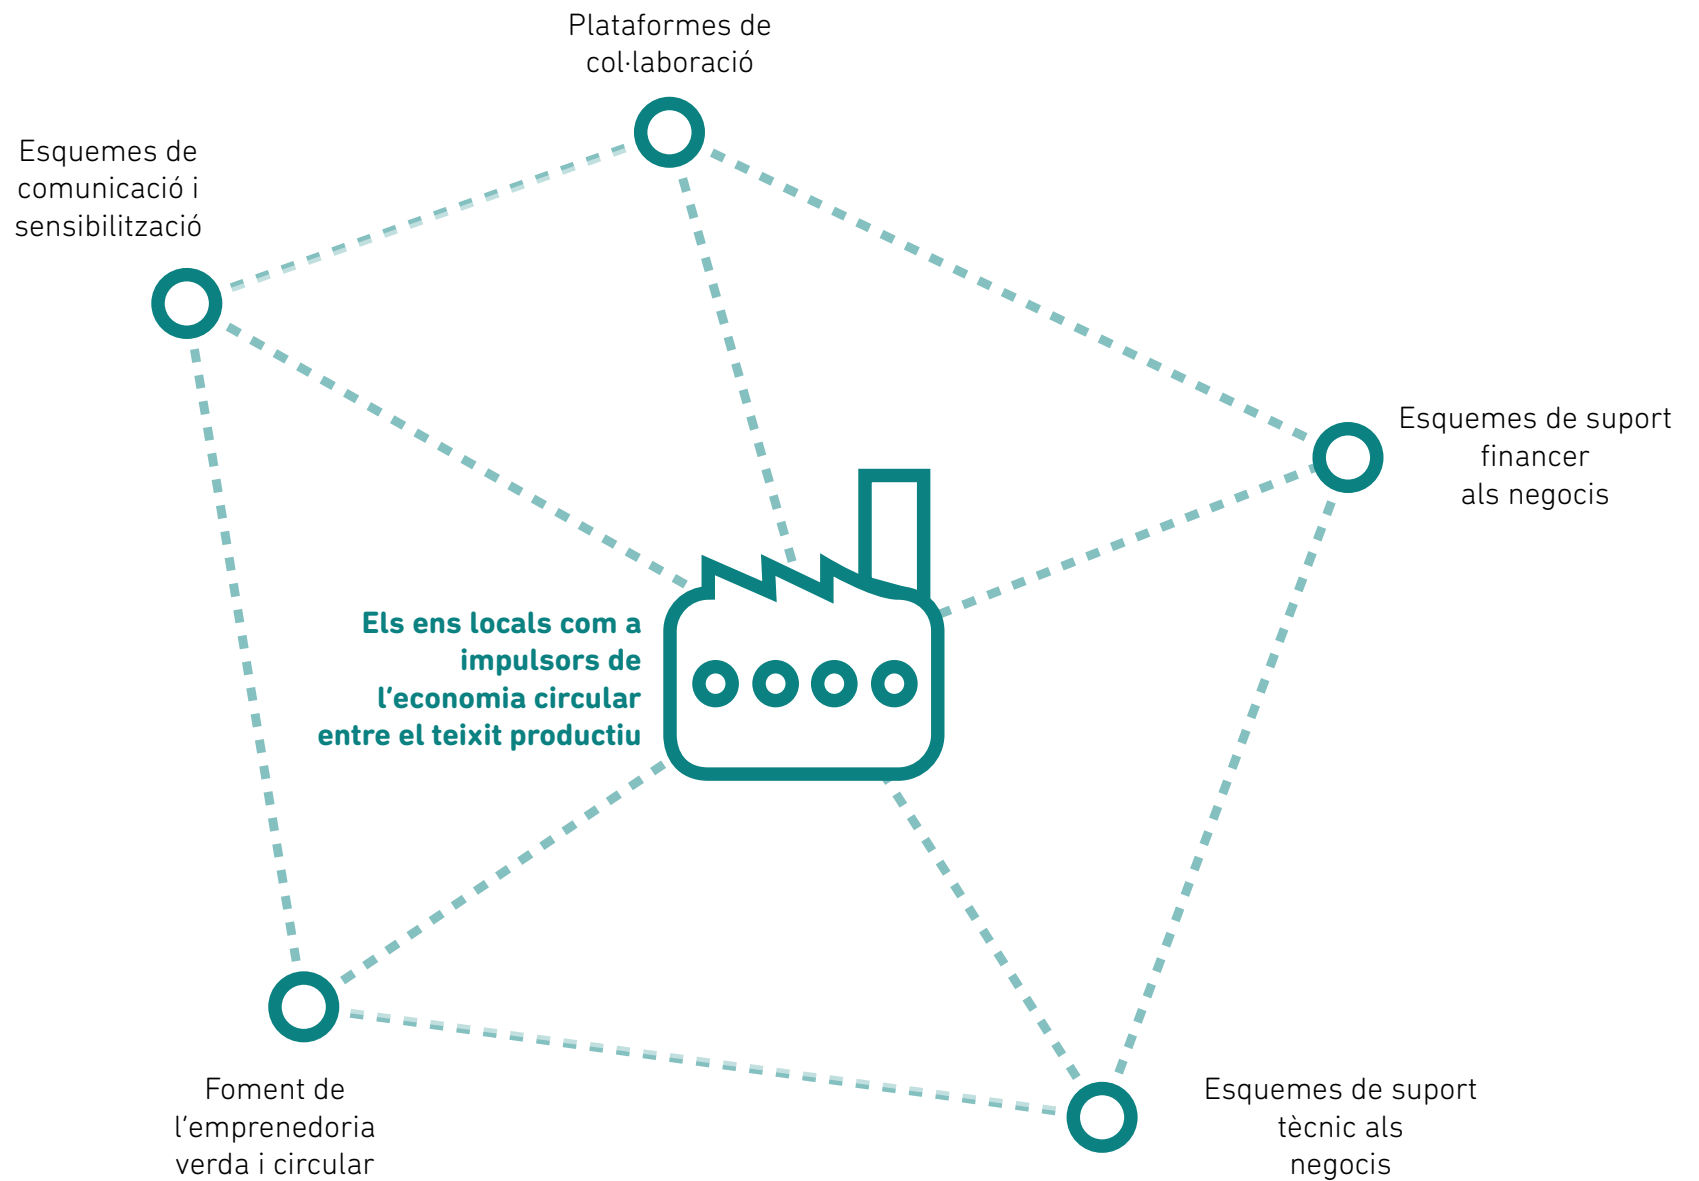 Plataformes de
col·laboració
Esquemes de
comunicació i
sensibilització
Esquemes de suport
financer
als negocis
Els ens locals com a
impulsors de
l’economia circular
entre el teixit productiu
Foment de
l’emprenedoria
verda i circular
Esquemes de suport
tècnic als
negocis